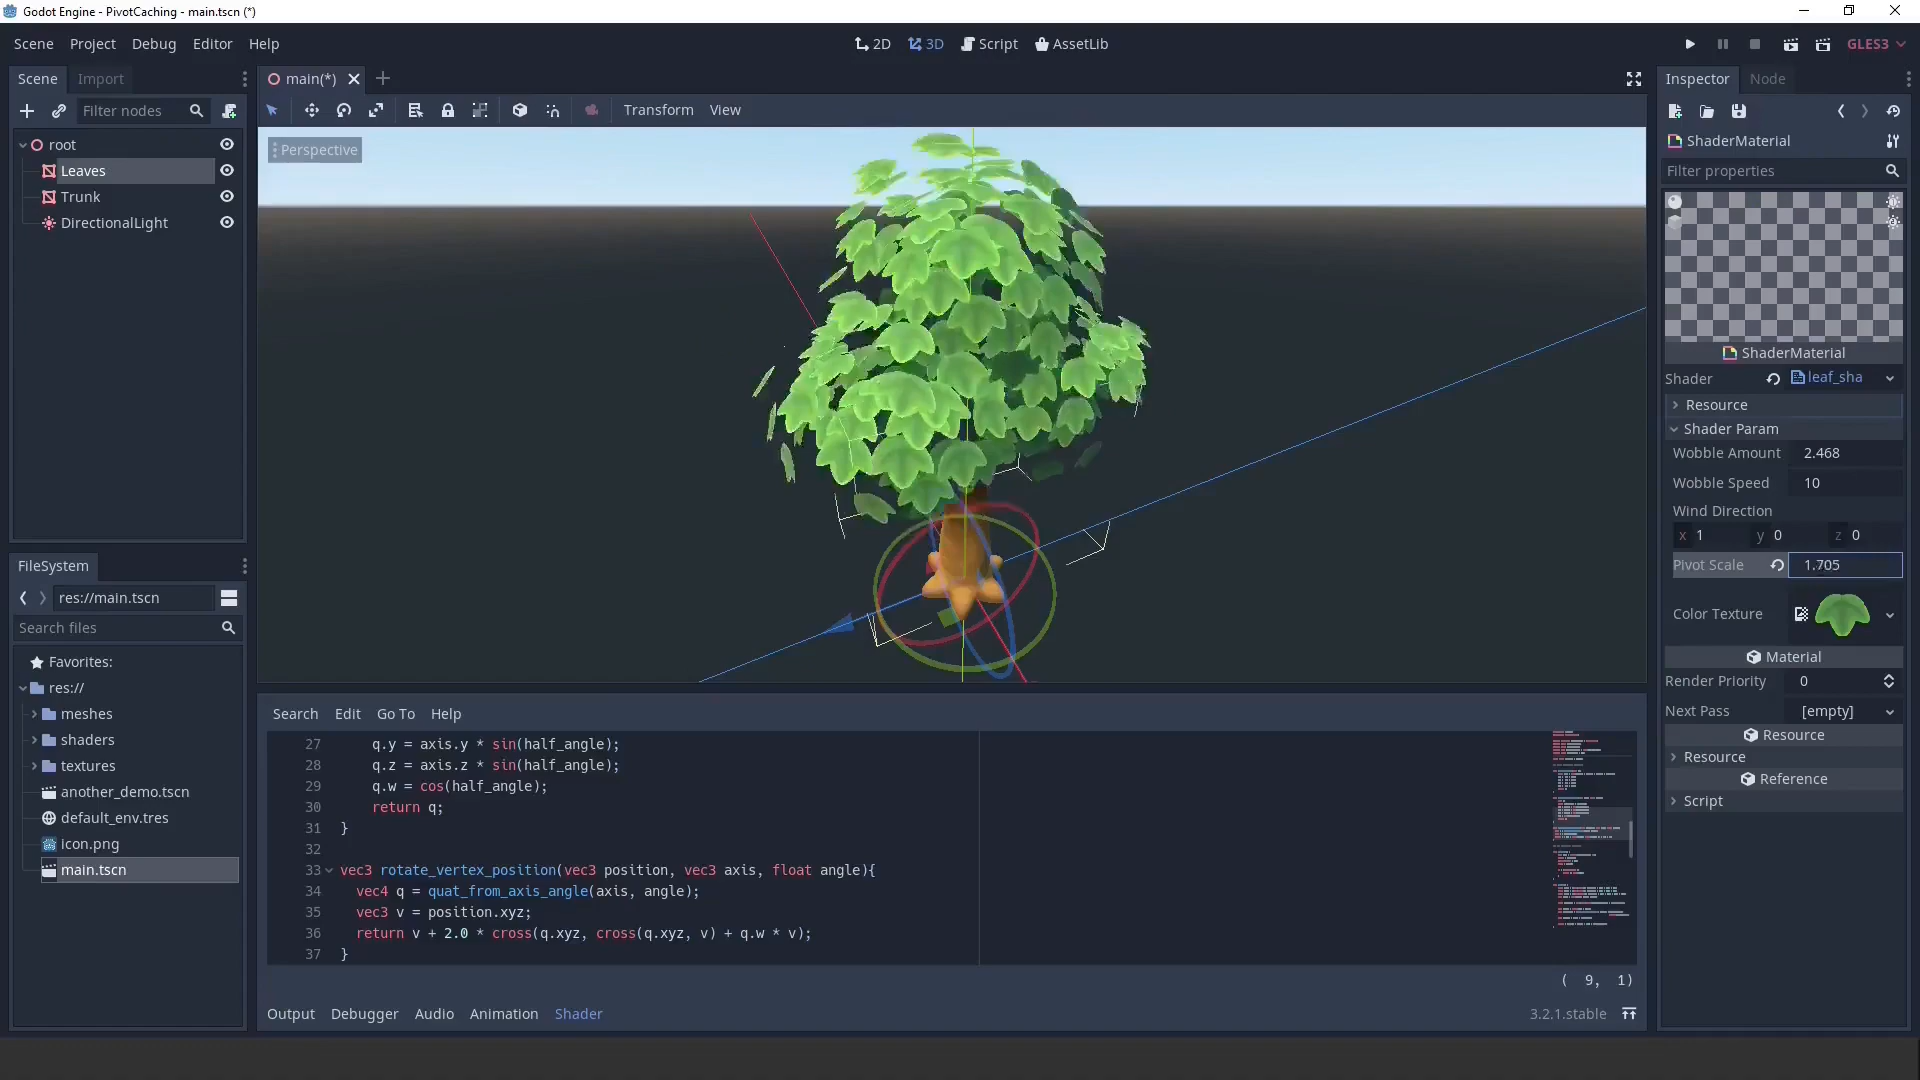 Godot Engine - PivotCaching - main.tscn (*)
Scene Project Debug Editor Help
2D 3D Script AssetLib
GLES3
Scene Import
Filter nodes
root
Leaves
Trunk
DirectionalLight
main(*)
Transform View
Perspective
FileSystem
res://main.tscn
Search files
Favorites:
res://
meshes
shaders
textures
another_demo.tscn
default_env.tres
icon.png
main.tscn
Search Edit Go To Help
27 q.y = axis.y * sin(half_angle);
28 q.z = axis.z * sin(half_angle);
29 q.w = cos(half_angle);
30 return q;
31 }
32
33 vec3 rotate_vertex_position(vec3 position, vec3 axis, float angle){
34 vec4 q = quat_from_axis_angle(axis, angle);
35 vec3 v = position.xyz;
36 return v + 2.0 * cross(q.xyz, cross(q.xyz, v) + q.w * v);
37 }
( 9, 1)
Output Debugger Audio Animation Shader
3.2.1.stable
Inspector Node
ShaderMaterial
Filter properties
ShaderMaterial
Shader leaf_sha
Resource
Shader Param
Wobble Amount 2.468
Wobble Speed 10
Wind Direction
x 1 y 0 z 0
Pivot Scale 1.705
Color Texture
Material
Render Priority 0
Next Pass [empty]
Resource
Resource
Reference
Script